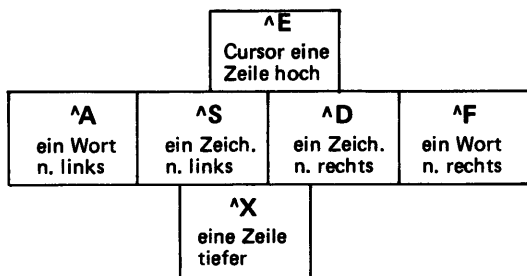 ^E
Cursor eine
Zeile hoch
^A
ein Wort
n. links
^S
ein Zeich.
n. links
^D
ein Zeich.
n. rechts
^F
ein Wort
n. rechts
^X
eine Zeile
tiefer